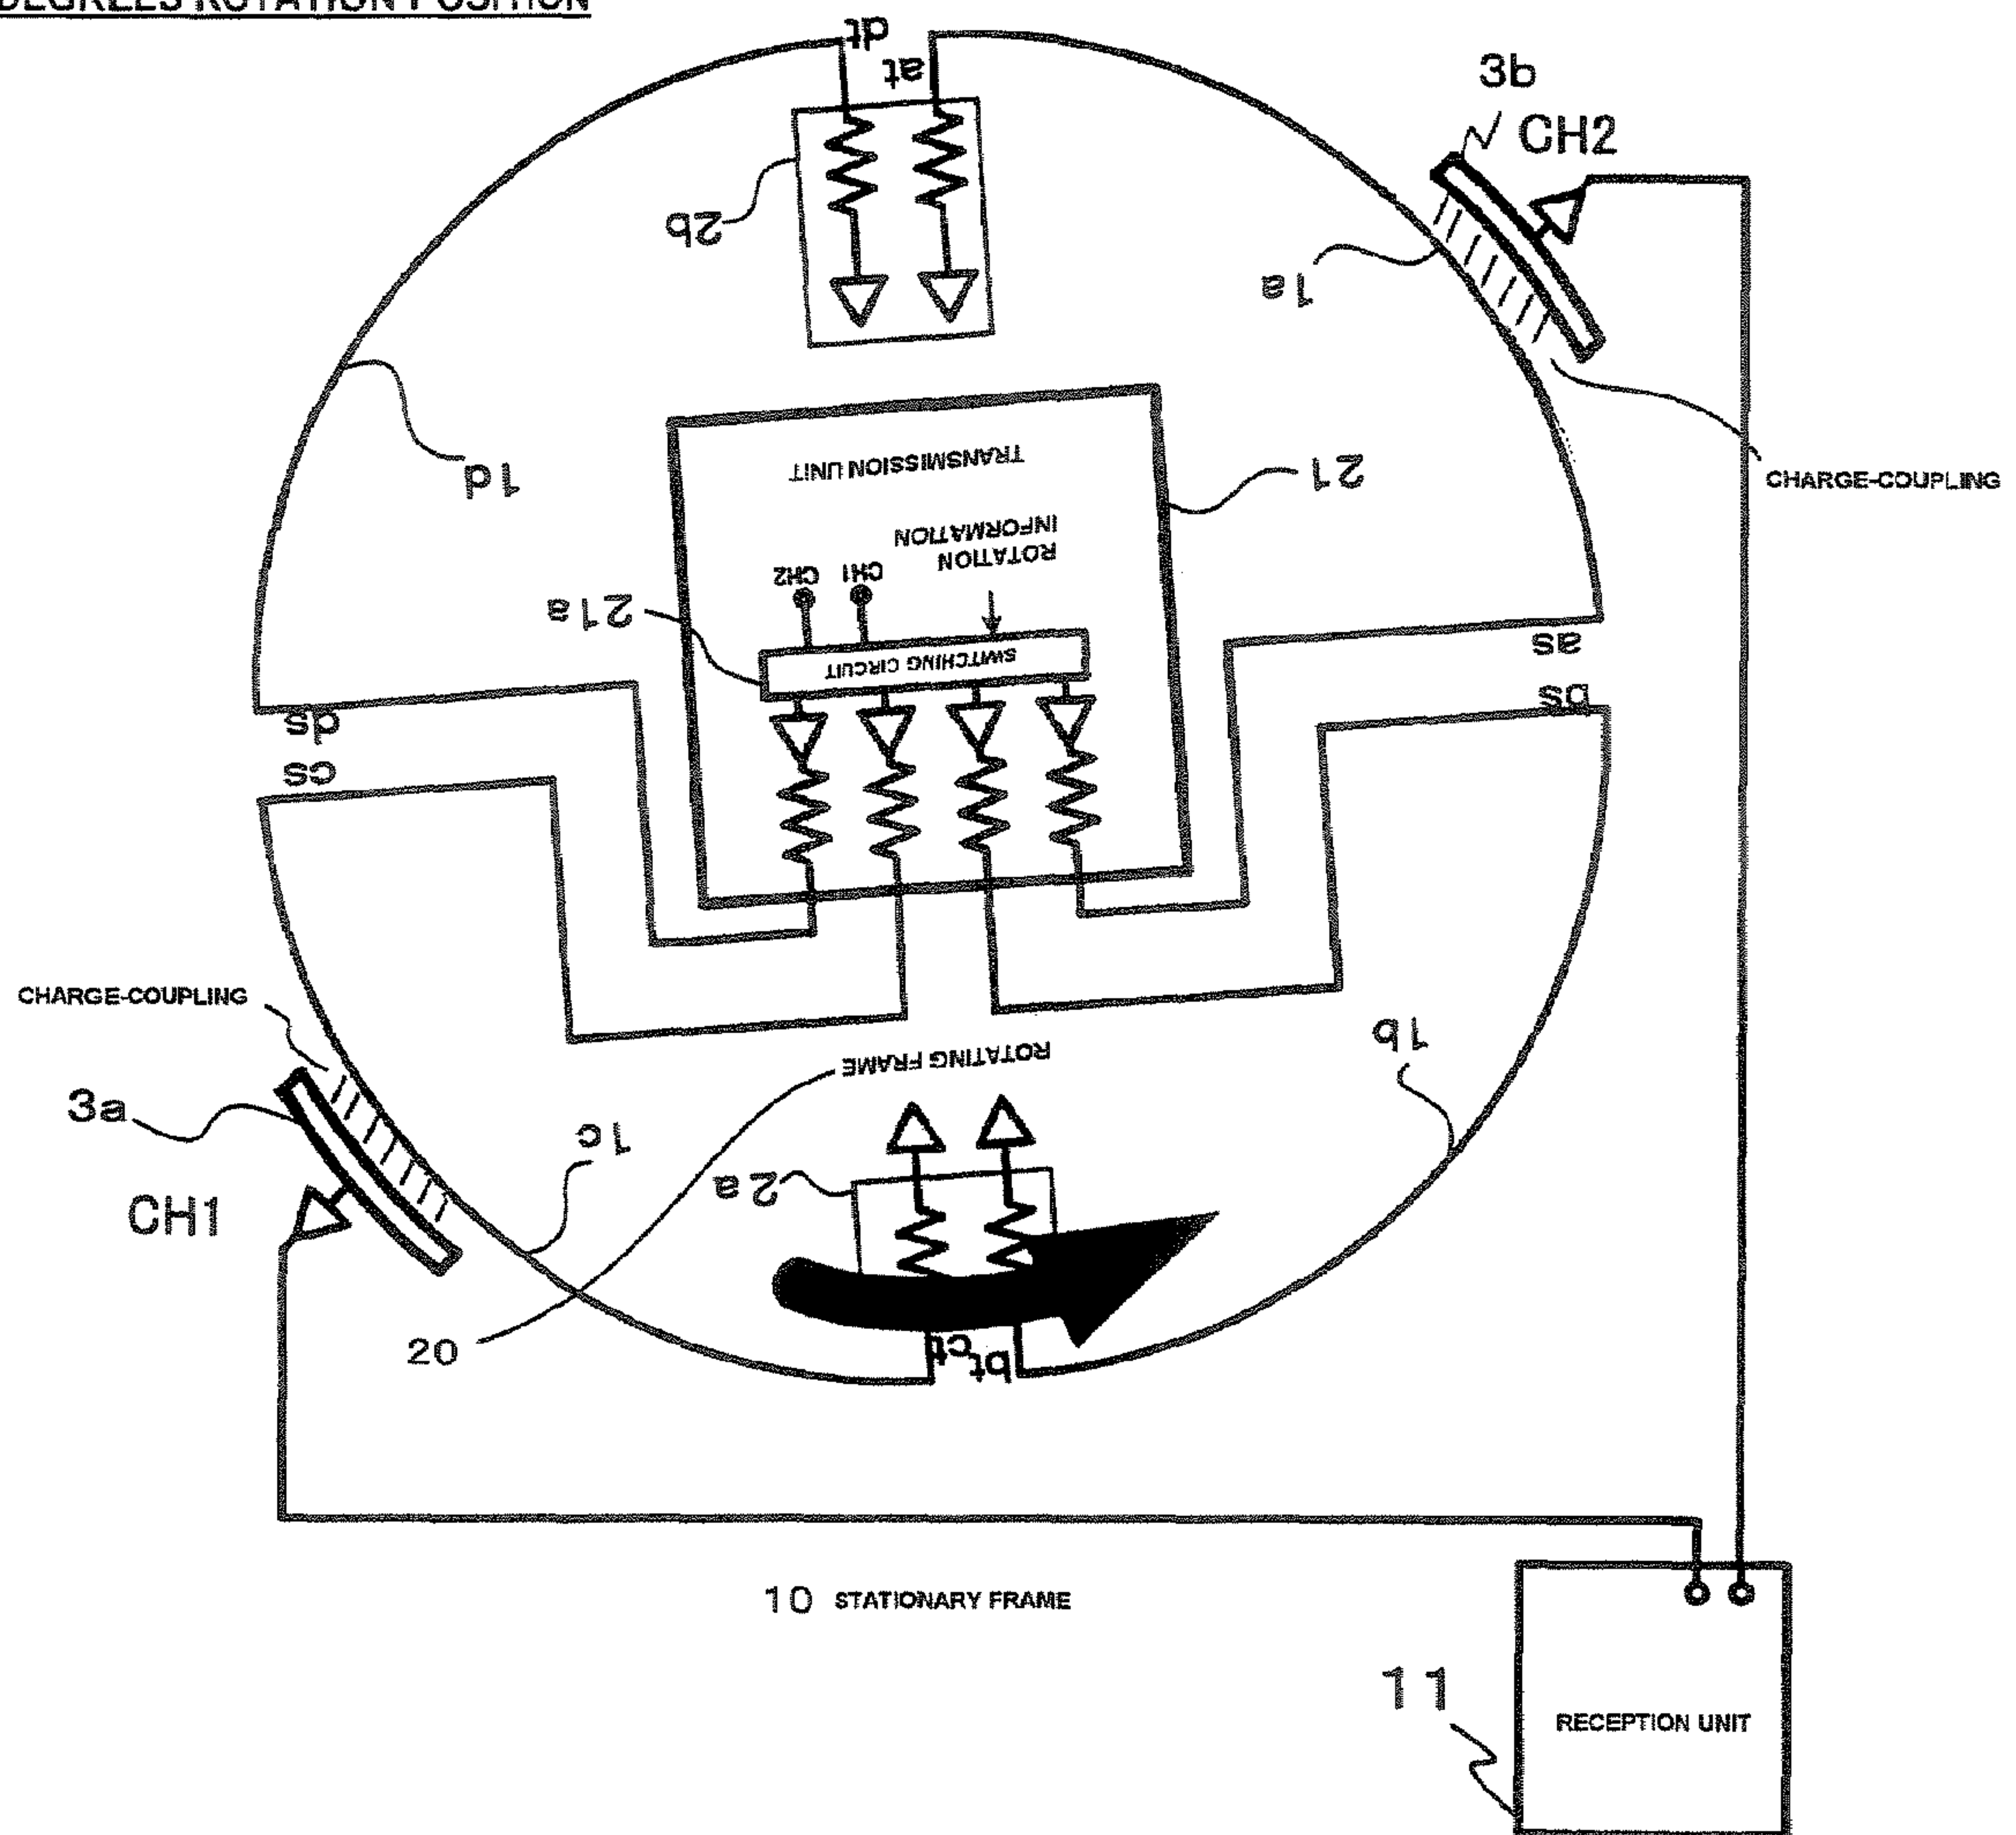 DEGREES ROTATION POSITION
dt
at
3b
CH2
2b
1a
1d
TRANSMISSION UNIT
21
CHARGE-COUPLING
ROTATION
INFORMATION
CH1
CH2
21a
SWITCHING CIRCUIT
as
bs
ds
cs
CHARGE-COUPLING
ROTATING FRAME
1b
3a
1c
2a
CH1
20
ct
bt
10 STATIONARY FRAME
11
RECEPTION UNIT